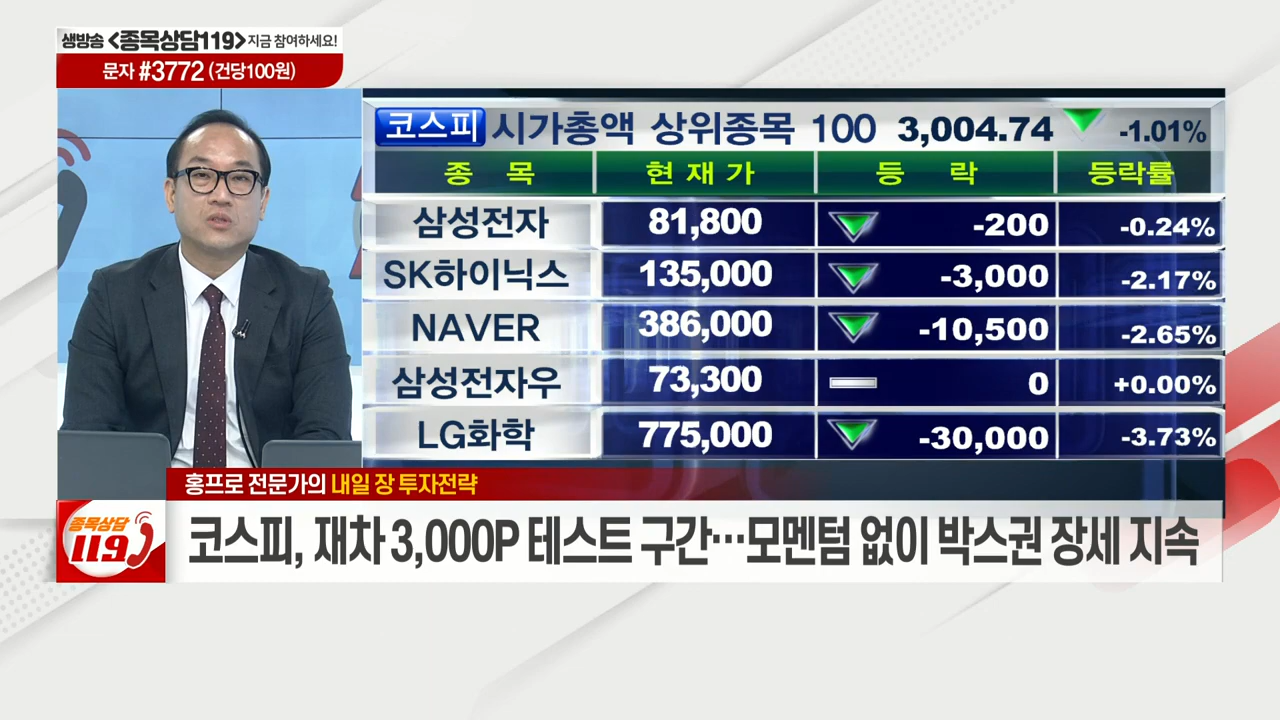 생방송 <종목상담119> 지금 참여하세요!
문자 #3772 (건당100원)
코스피 시가총액 상위종목 100 3,004.74 -1.01%
종 목 현 재 가 등 락 등락률
삼성전자 81,800 -200 -0.24%
SK하이닉스 135,000 -3,000 -2.17%
NAVER 386,000 -10,500 -2.65%
삼성전자우 73,300 0 +0.00%
LG화학 775,000 -30,000 -3.73%
홍프로 전문가의 내일 장 투자전략
종목상담
119
코스피, 재차 3,000P 테스트 구간…모멘텀 없이 박스권 장세 지속